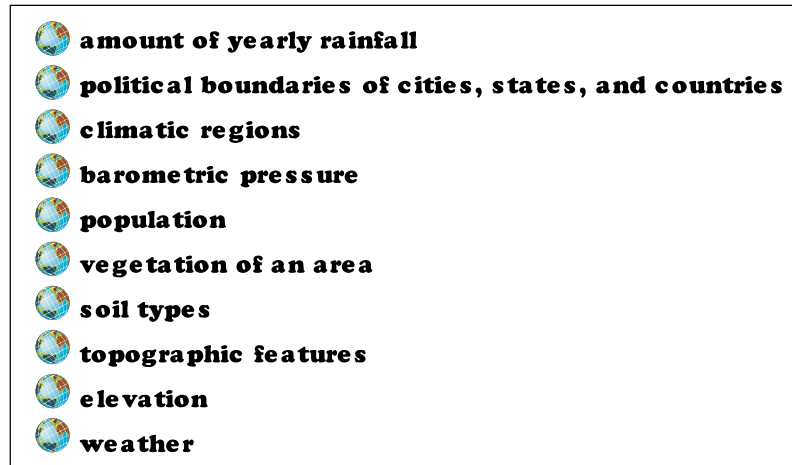 amount of yearly rainfall
political boundaries of cities, states, and countries
climatic regions
barometric pressure
population
vegetation of an area
soil types
topographic features
elevation
weather